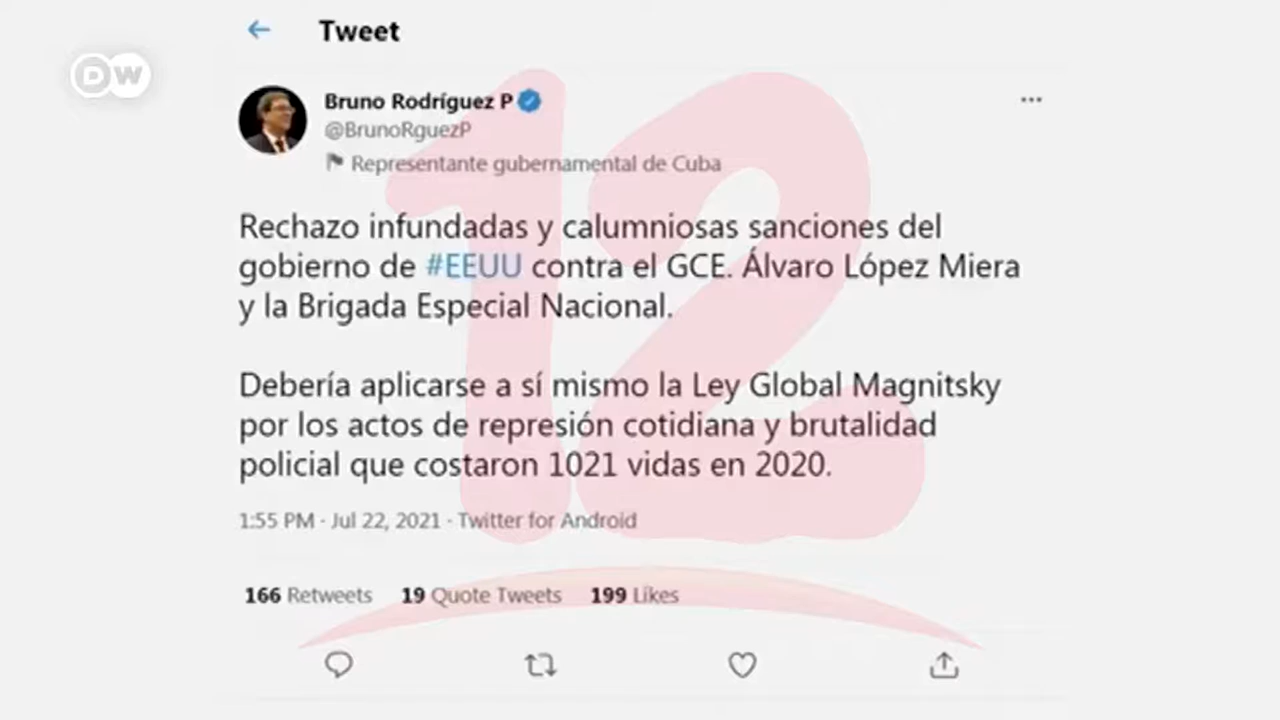 Tweet
DW
Bruno Rodríguez P
@BrunoRguezP
Representante gubernamental de Cuba
Rechazo infundadas y calumniosas sanciones del
gobierno de #EEUU contra el GCE. Álvaro López Miera
y la Brigada Especial Nacional.
Debería aplicarse a sí mismo la Ley Global Magnitsky
por los actos de represión cotidiana y brutalidad
policial que costaron 1021 vidas en 2020.
1:55 PM · Jul 22, 2021 · Twitter for Android
166 Retweets 19 Quote Tweets 199 Likes
12